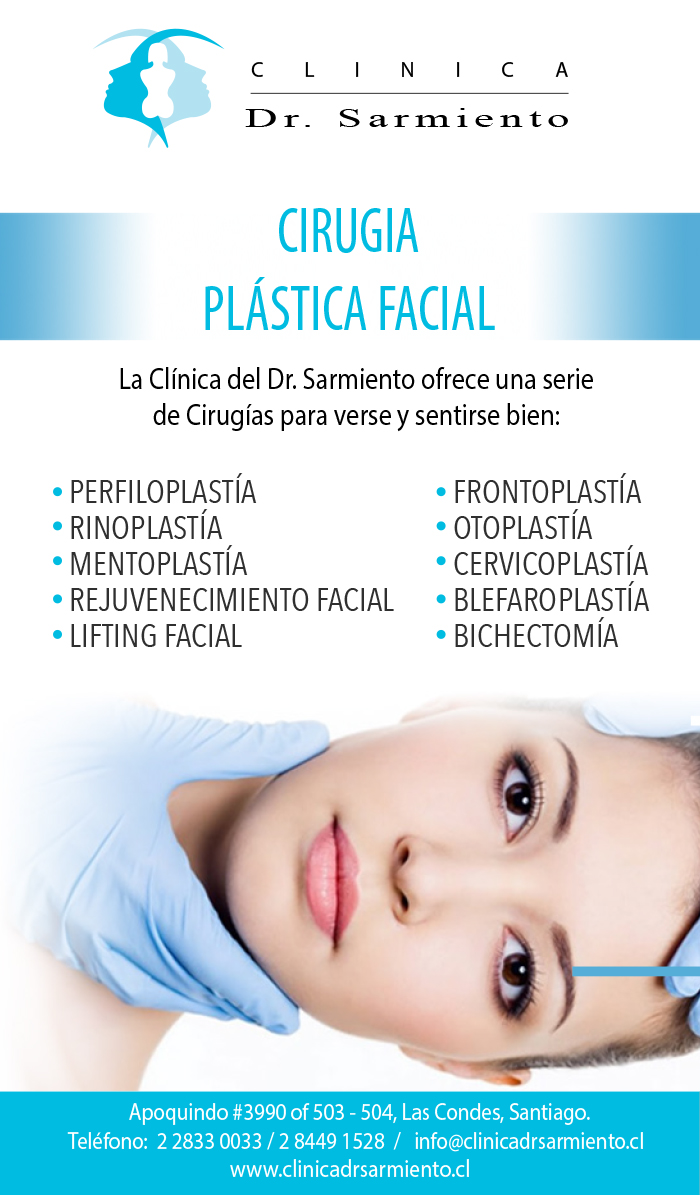 CLINICA
Dr. Sarmiento
CIRUGIA
PLÁSTICA FACIAL
La Clínica del Dr. Sarmiento ofrece una serie
de Cirugías para verse y sentirse bien:
• PERFILOPLASTÍA
• RINOPLASTÍA
• MENTOPLASTÍA
• REJUVENECIMIENTO FACIAL
• LIFTING FACIAL
• FRONTOPLASTÍA
• OTOPLASTÍA
• CERVICOPLASTÍA
• BLEFAROPLASTÍA
• BICHECTOMÍA
Apoquindo #3990 of 503 - 504, Las Condes, Santiago.
Teléfono: 2 2833 0033 / 2 8449 1528 / info@clinicadrsarmiento.cl
www.clinicadrsarmiento.cl